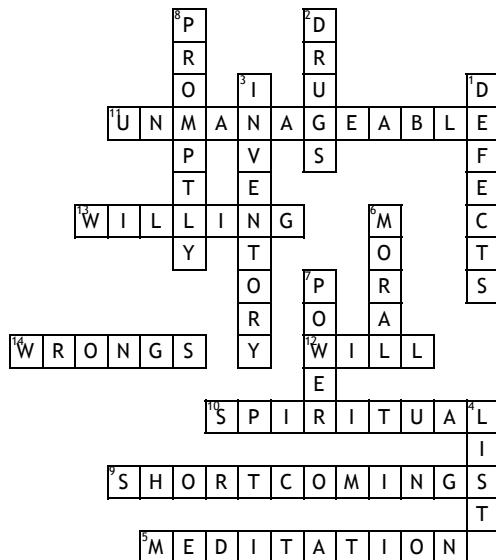 8 P 2 D
R R
O 3 I U 1 D
11 U N M A N A G E A B L E
P V S F
T E E
13 W I L L I N G 6 M C
Y T O T
O 7 P R S
R O A
14 W R O N G S Y 12 W I L L
E
10 S P I R I T U A 4 L
I
9 S H O R T C O M I N G S
T
5 M E D I T A T I O N